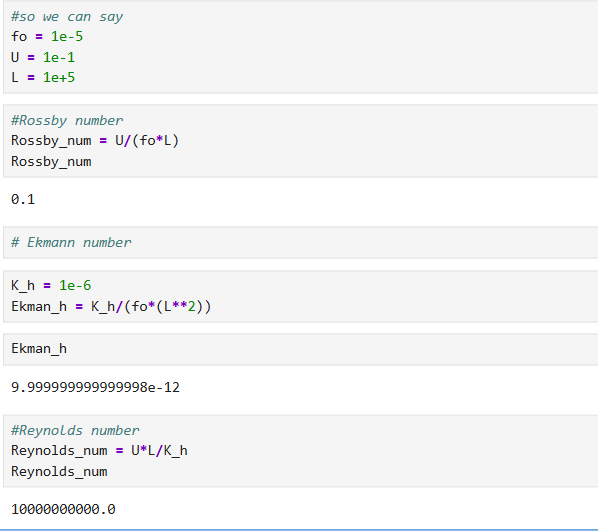 #so we can say
fo = 1e-5
U = 1e-1
L = 1e+5
#Rossby number
Rossby_num = U/(fo*L)
Rossby_num
0.1
# Ekmann number
K_h = 1e-6
Ekman_h = K_h/(fo*(L**2))
Ekman_h
9.999999999999998e-12
#Reynolds number
Reynolds_num = U*L/K_h
Reynolds_num
10000000000.0